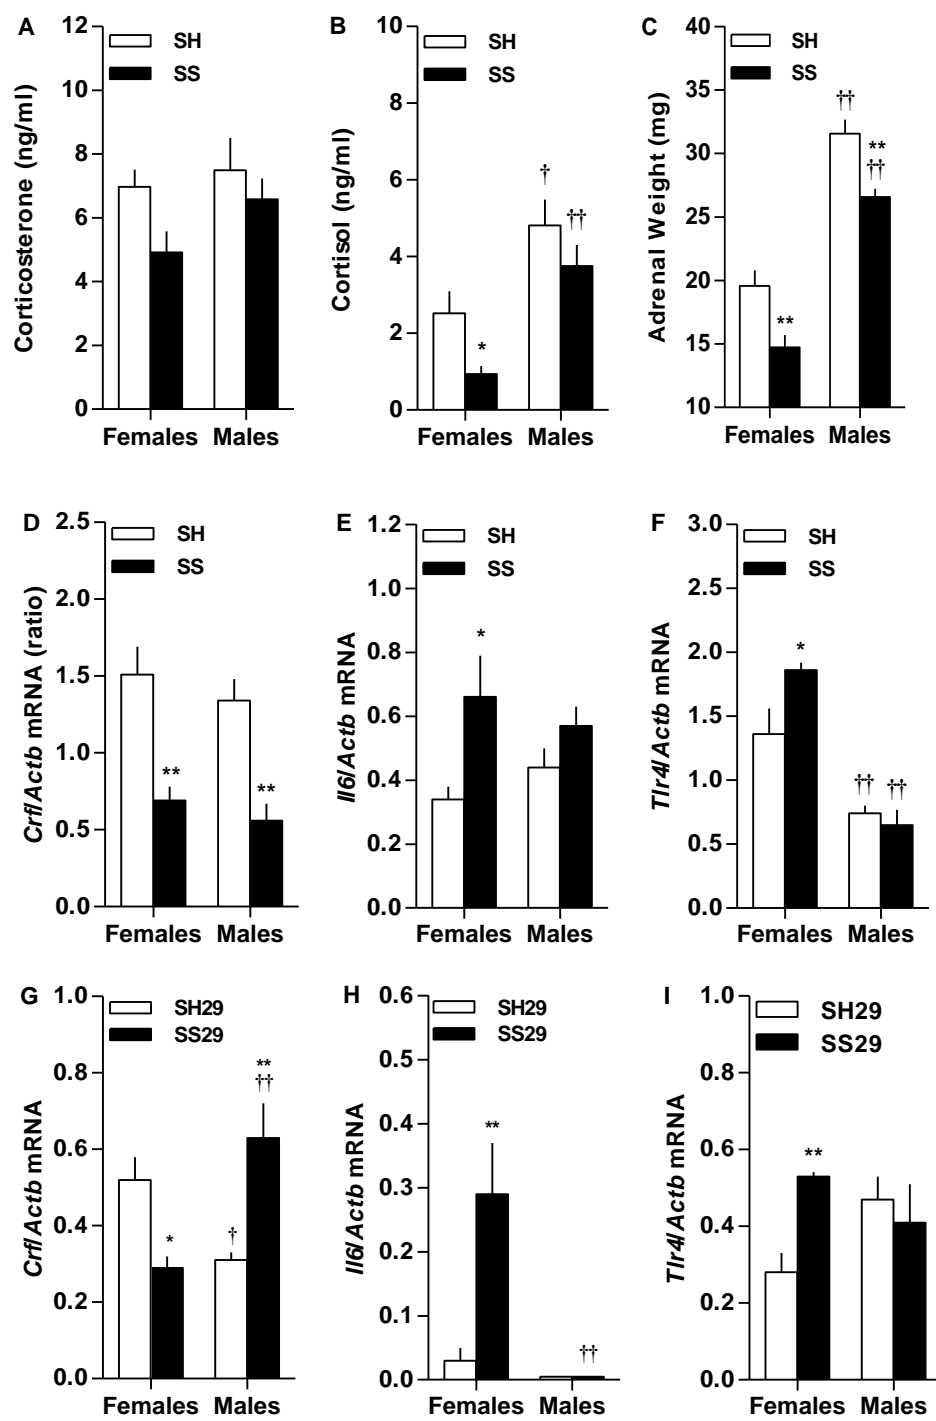 A
12
10
8
6
4
2
0
Corticosterone (ng/ml)
SH
SS
Females Males
B
10
8
6
4
2
0
Cortisol (ng/ml)
SH
SS
*
†
††
Females Males
C
40
35
30
25
20
15
10
Adrenal Weight (mg)
SH
SS
**
††
**
††
Females Males
D
2.5
2.0
1.5
1.0
0.5
0.0
Crf/Actb mRNA (ratio)
SH
SS
**
**
Females Males
E
1.2
1.0
0.8
0.6
0.4
0.2
0.0
Il6/Actb mRNA
SH
SS
*
Females Males
F
3.0
2.5
2.0
1.5
1.0
0.5
0.0
Tlr4/Actb mRNA
SH
SS
*
††
††
Females Males
G
1.0
0.8
0.6
0.4
0.2
0.0
Crf/Actb mRNA
SH29
SS29
*
†
**
††
Females Males
H
0.6
0.5
0.4
0.3
0.2
0.1
0.0
Il6/Actb mRNA
SH29
SS29
**
††
Females Males
I
1.0
0.8
0.6
0.4
0.2
0.0
Tlr4/Actb mRNA
SH29
SS29
**
Females Males